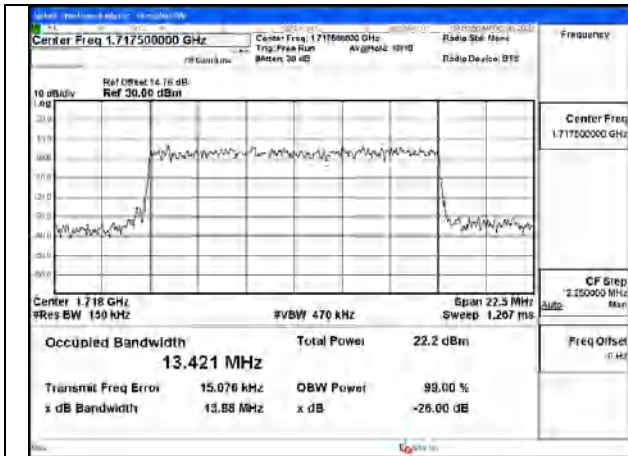 Center Freq 1.717500000 GHz
Center Freq: 1.717500000 GHz
Radio Std: None
Frequency
Trig: Free Run
Avg|Hold: 10/10
#Atten: 30 dB
Radio Device: BTS
Ref Offset 14.76 dB
10 dB/div
Ref 30.00 dBm
Log
Center Freq
1.717500000 GHz
Center 1.718 GHz
Span 22.5 MHz
#Res BW 150 kHz
#VBW 470 kHz
Sweep 1.267 ms
CF Step
2.250000 MHz
Auto
Man
Occupied Bandwidth
Total Power
22.2 dBm
13.421 MHz
Freq Offset
0 Hz
Transmit Freq Error
15.076 kHz
OBW Power
99.00 %
x dB Bandwidth
13.88 MHz
x dB
-26.00 dB